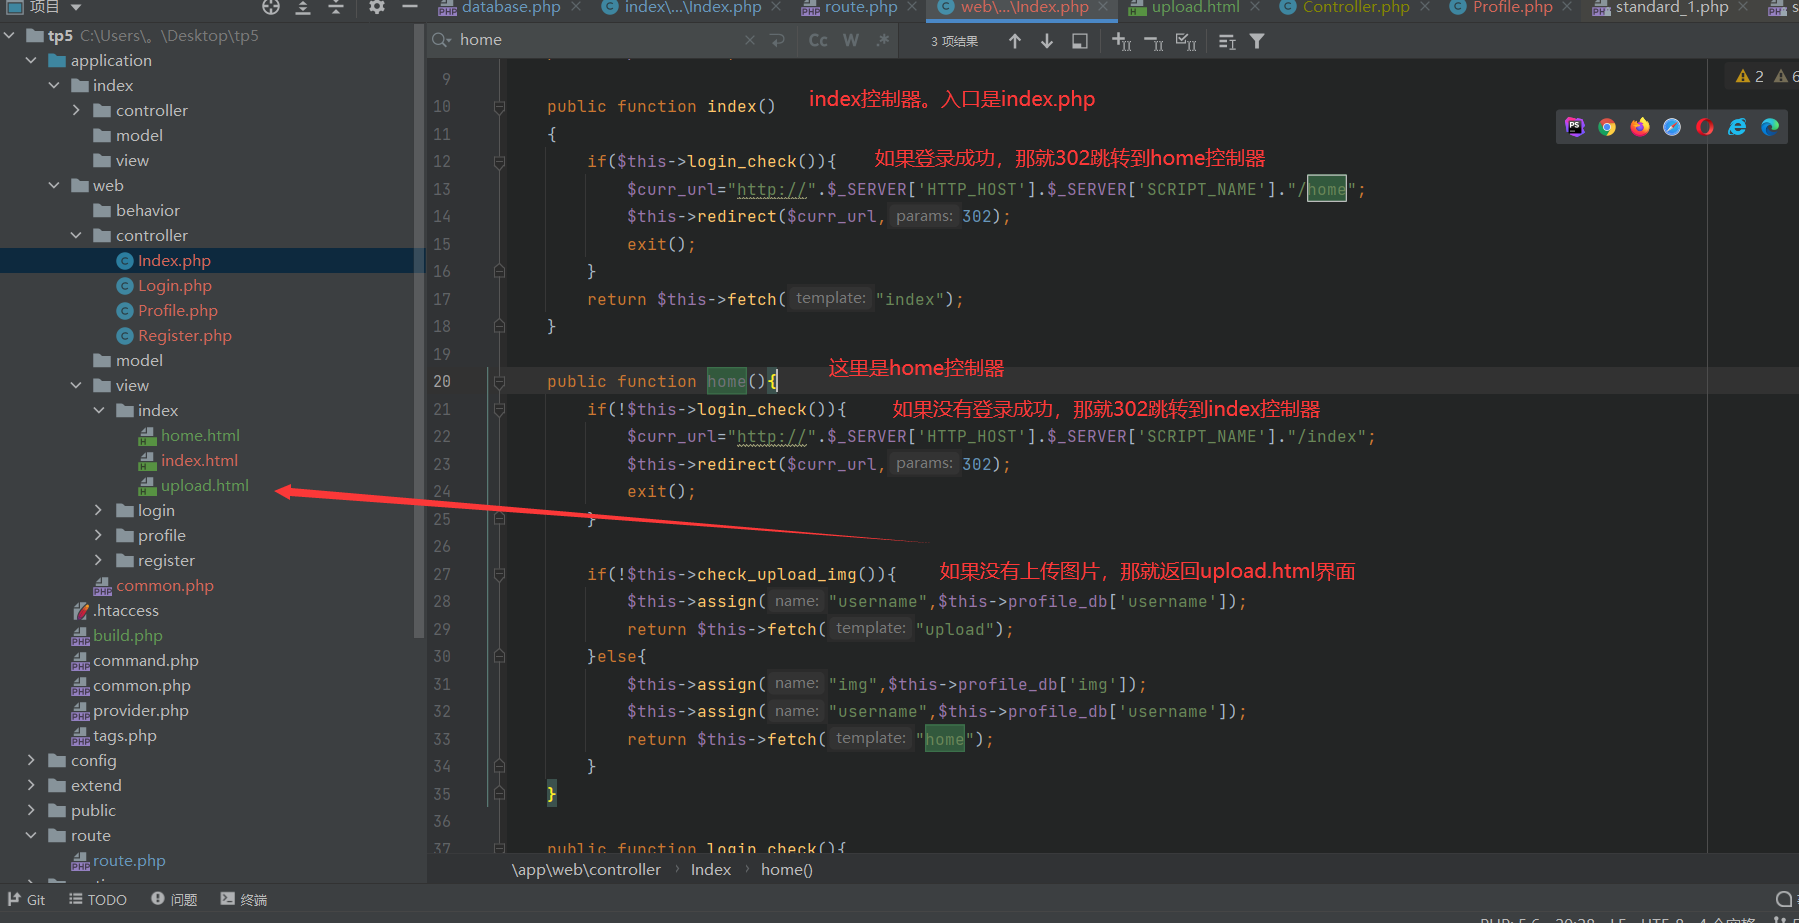 项目
database.php
index\...\Index.php
route.php
web\...\Index.php
upload.html
Controller.php
Profile.php
standard_1.php
tp5 C:\Users\。\Desktop\tp5
application
index
controller
model
view
web
behavior
controller
Index.php
Login.php
Profile.php
Register.php
model
view
index
home.html
index.html
upload.html
login
profile
register
common.php
.htaccess
build.php
command.php
common.php
provider.php
tags.php
config
extend
public
route
route.php
home
Cc W .*
3 项结果
2
6
9
10 public function index() index控制器。入口是index.php
11 {
12 if($this->login_check()){ 如果登录成功，那就302跳转到home控制器
13 $curr_url="http://".$_SERVER['HTTP_HOST'].$_SERVER['SCRIPT_NAME']."/home";
14 $this->redirect($curr_url, params: 302);
15 exit();
16 }
17 return $this->fetch( template: "index");
18 }
19
20 public function home(){ 这里是home控制器
21 if(!$this->login_check()){ 如果没有登录成功，那就302跳转到index控制器
22 $curr_url="http://".$_SERVER['HTTP_HOST'].$_SERVER['SCRIPT_NAME']."/index";
23 $this->redirect($curr_url, params: 302);
24 exit();
25 }
26
27 if(!$this->check_upload_img()){ 如果没有上传图片，那就返回upload.html界面
28 $this->assign( name: "username",$this->profile_db['username']);
29 return $this->fetch( template: "upload");
30 }else{
31 $this->assign( name: "img",$this->profile_db['img']);
32 $this->assign( name: "username",$this->profile_db['username']);
33 return $this->fetch( template: "home");
34 }
35 }
36
37 public function login_check(){
\app\web\controller › Index › home()
Git TODO 问题 终端